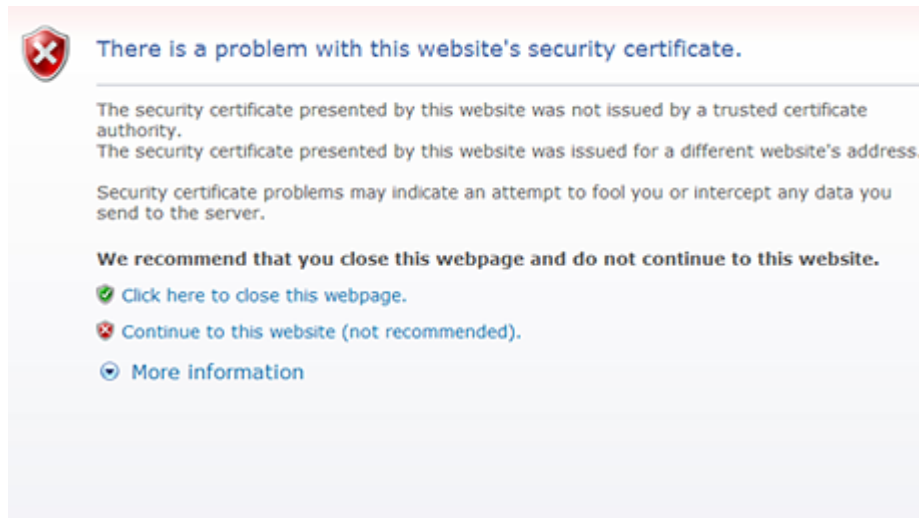 There is a problem with this website's security certificate.
The security certificate presented by this website was not issued by a trusted certificate
authority.
The security certificate presented by this website was issued for a different website's address.
Security certificate problems may indicate an attempt to fool you or intercept any data you
send to the server.
We recommend that you close this webpage and do not continue to this website.
Click here to close this webpage.
Continue to this website (not recommended).
More information